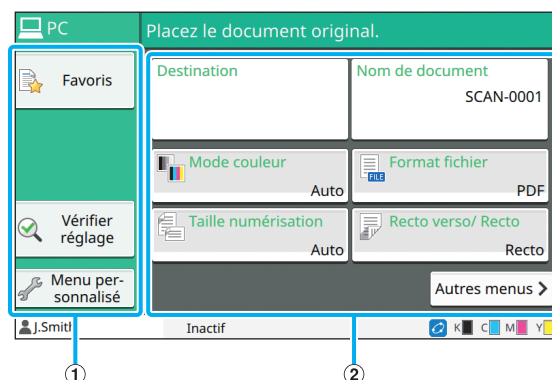 PC
Placez le document original.
Favoris
Vérifier
réglage
Menu per-
sonnalisé
Destination
Nom de document
SCAN-0001
Mode couleur
Auto
Format fichier
FILE
PDF
Taille numérisation
Auto
Recto verso/ Recto
Recto
Autres menus
J.Smith
Inactif
K C M Y
1
2